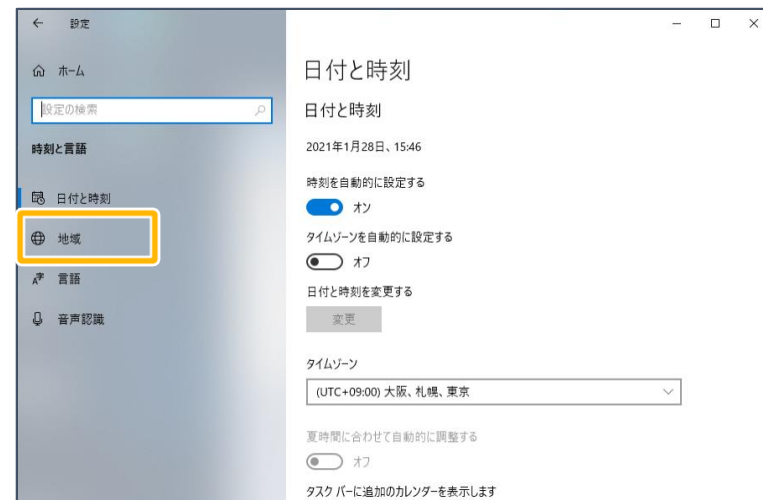 設定
ホーム
設定の検索
時刻と言語
日付と時刻
地域
言語
音声認識
日付と時刻
日付と時刻
2021年1月28日、15:46
時刻を自動的に設定する
オン
タイムゾーンを自動的に設定する
オフ
日付と時刻を変更する
変更
タイムゾーン
(UTC+09:00) 大阪、札幌、東京
夏時間に合わせて自動的に調整する
オフ
タスク バーに追加のカレンダーを表示します